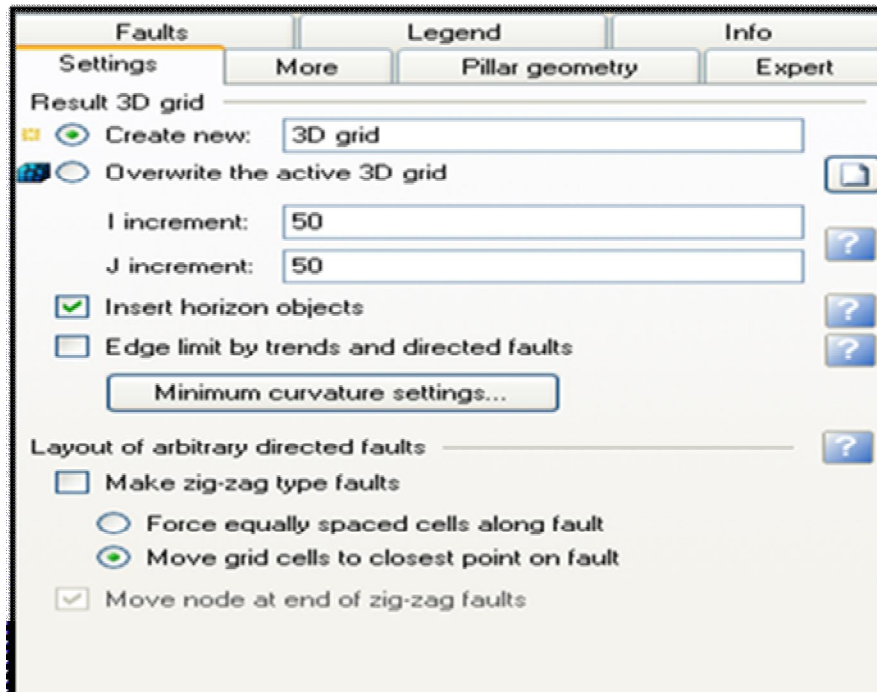 Faults Legend Info
Settings More Pillar geometry Expert
Result 3D grid
Create new: 3D grid
Overwrite the active 3D grid
I increment: 50
?
J increment: 50
Insert horizon objects ?
Edge limit by trends and directed faults ?
Minimum curvature settings...
Layout of arbitrary directed faults ?
Make zig-zag type faults
Force equally spaced cells along fault
Move grid cells to closest point on fault
Move node at end of zig-zag faults